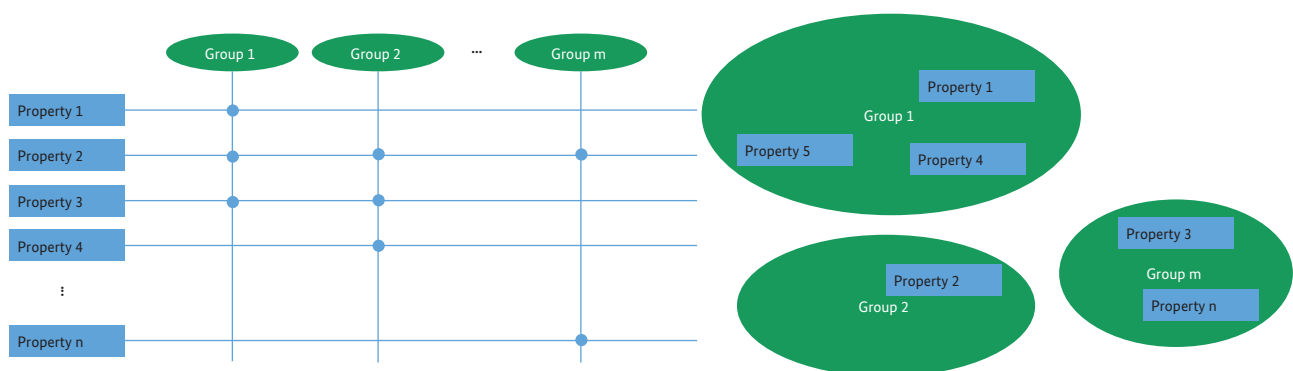 Group 1
Group 2
...
Group m
Property 1
Property 2
Property 3
Property 4
⋮
Property n
Property 1
Group 1
Property 5
Property 4
Property 2
Group 2
Property 3
Group m
Property n